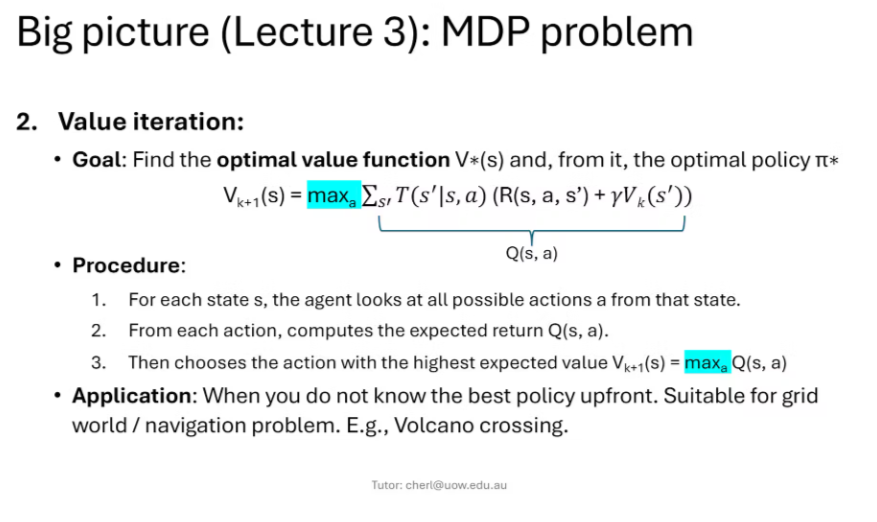 Big picture (Lecture 3): MDP problem
2. Value iteration:
• Goal: Find the optimal value function V*(s) and, from it, the optimal policy π*
Vₖ₊₁(s) = maxₐ ∑ₛ′ 𝑇(𝑠′|𝑠, 𝑎) (R(s, a, s’) + 𝛾𝑉ₖ(𝑠′))
Q(s, a)
• Procedure:
1. For each state s, the agent looks at all possible actions a from that state.
2. From each action, computes the expected return Q(s, a).
3. Then chooses the action with the highest expected value Vₖ₊₁(s) = maxₐ Q(s, a)
• Application: When you do not know the best policy upfront. Suitable for grid
world / navigation problem. E.g., Volcano crossing.
Tutor: cherl@uow.edu.au